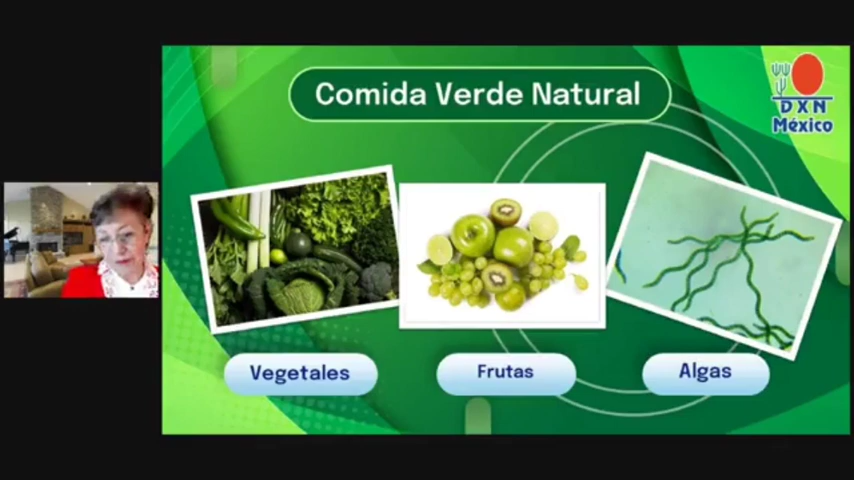 Comida Verde Natural
DXN
México
Vegetales
Frutas
Algas